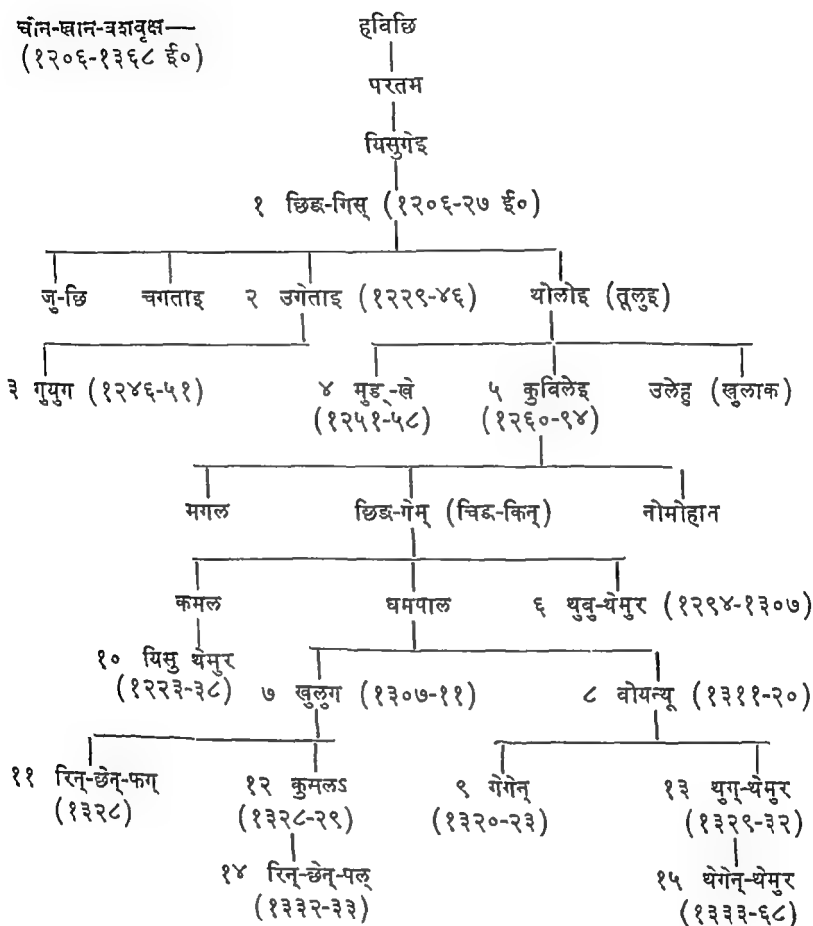 चीन-खान-वशवृक्ष—
(१२०६-१३६८ ई०)
हविछि
परतम
यिसुगेइ
१ छिङ-गिस् (१२०६-२७ ई०)
जु-छि चगताइ २ उगेताइ (१२२९-४६) थोलोइ (तूलुइ)
३ गुयुग (१२४६-५१) ४ मुङ्-खे ५ कुविलेइ उलेहु (खुलाक)
(१२५१-५८) (१२६०-९४)
मगल छिङ-गेम् (चिङ-किन्) नोमोहान
कमल धमपाल ६ थुबु-थेमुर (१२९४-१३०७)
१० यिसु थेमुर
(१२२३-३८) ७ खुलुग (१३०७-११) ८ वोयन्यू (१३११-२०)
११ रिन्-छेन्-फग् १२ कुमलऽ ९ गेगेन् १३ थुग्-थेमुर
(१३२८) (१३२८-२९) (१३२०-२३) (१३२९-३२)
१४ रिन्-छेन्-पल् १५ थेगेन्-थेमुर
(१३३२-३३) (१३३३-६८)